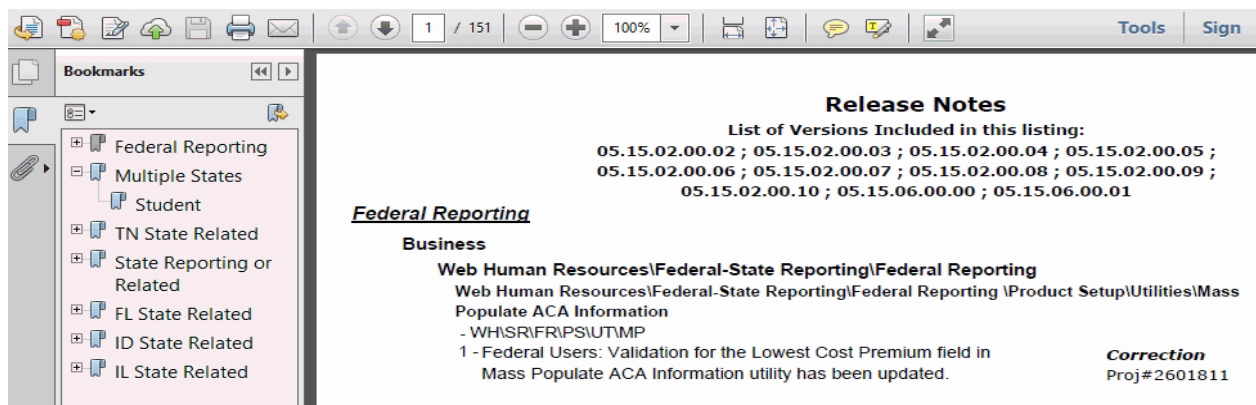 1 / 151 100% Tools Sign
Bookmarks
Federal Reporting
Multiple States
Student
TN State Related
State Reporting or
Related
FL State Related
ID State Related
IL State Related
Release Notes
List of Versions Included in this listing:
05.15.02.00.02 ; 05.15.02.00.03 ; 05.15.02.00.04 ; 05.15.02.00.05 ;
05.15.02.00.06 ; 05.15.02.00.07 ; 05.15.02.00.08 ; 05.15.02.00.09 ;
05.15.02.00.10 ; 05.15.06.00.00 ; 05.15.06.00.01
Federal Reporting
Business
Web Human Resources\Federal-State Reporting\Federal Reporting
Web Human Resources\Federal-State Reporting\Federal Reporting \Product Setup\Utilities\Mass
Populate ACA Information
- WH\SR\FR\PS\UT\MP
1 - Federal Users: Validation for the Lowest Cost Premium field in
Mass Populate ACA Information utility has been updated.
Correction
Proj#2601811